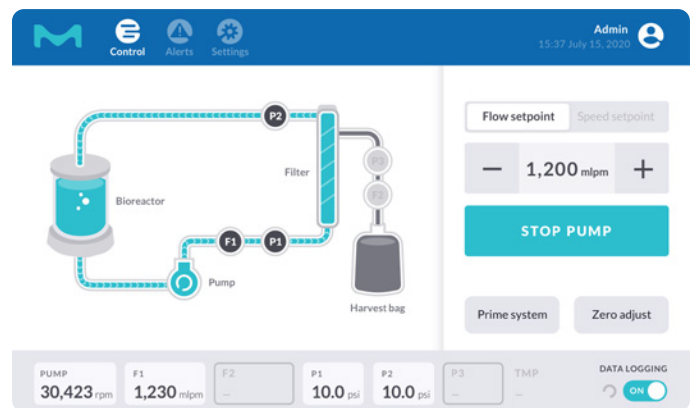 Control
Alerts
Settings
Admin
15:37 July 15, 2020
P2
Filter
P3
F2
Bioreactor
F1
P1
Pump
Harvest bag
Flow setpoint
Speed setpoint
— 1,200 mlpm +
STOP PUMP
Prime system
Zero adjust
PUMP
30,423 rpm
F1
1,230 mlpm
F2
–
P1
10.0 psi
P2
10.0 psi
P3
–
TMP
–
DATA LOGGING
ON